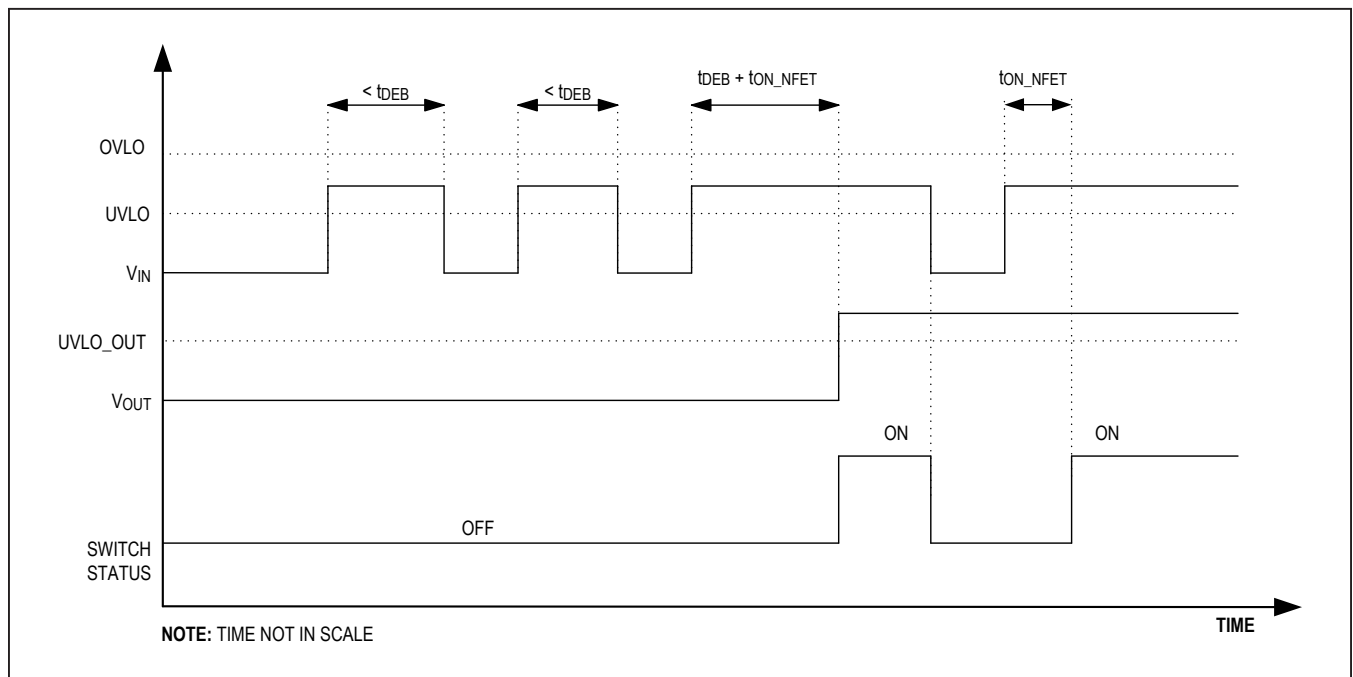 < tDEB
< tDEB
tDEB + tON_NFET
tON_NFET
OVLO
UVLO
VIN
UVLO_OUT
VOUT
ON
ON
OFF
SWITCH
STATUS
TIME
NOTE: TIME NOT IN SCALE